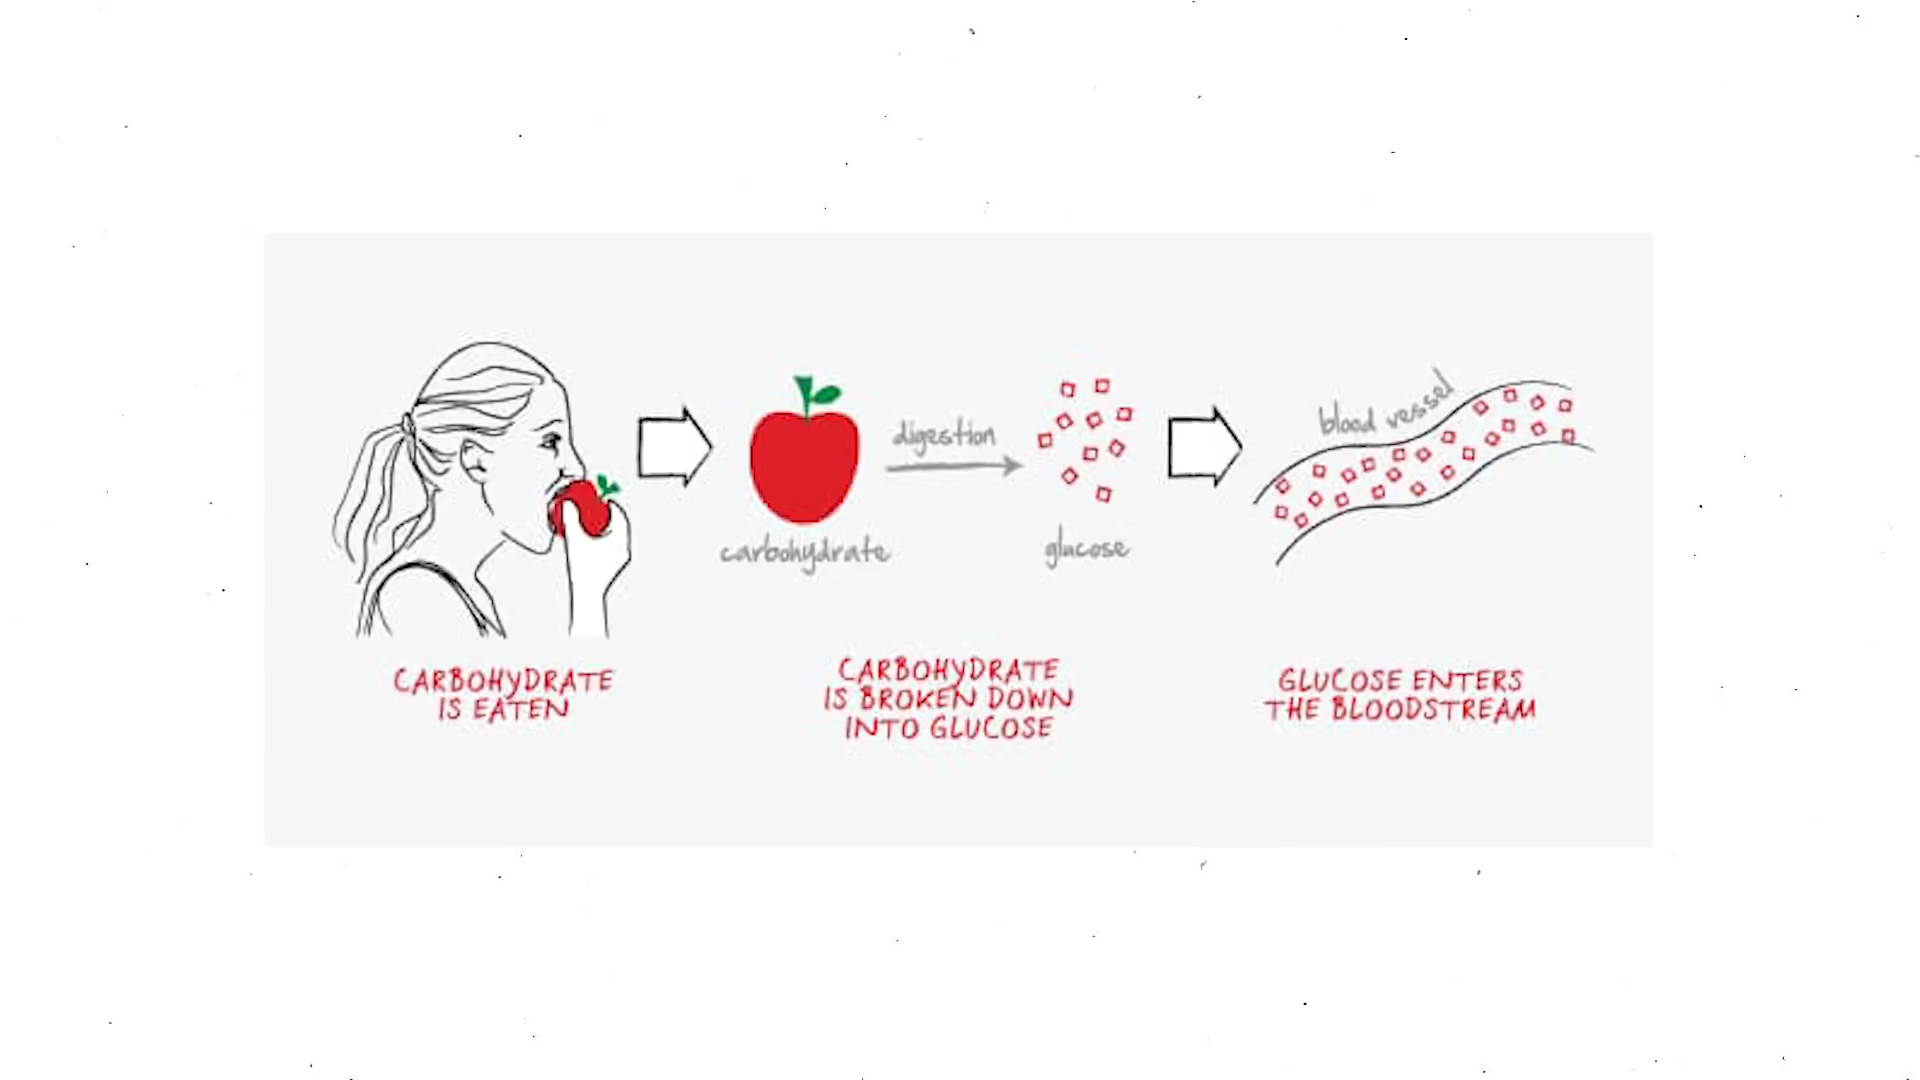 digestion
blood vessel
carbohydrate
glucose
CARBOHYDRATE
IS EATEN
CARBOHYDRATE
IS BROKEN DOWN
INTO GLUCOSE
GLUCOSE ENTERS
THE BLOODSTREAM